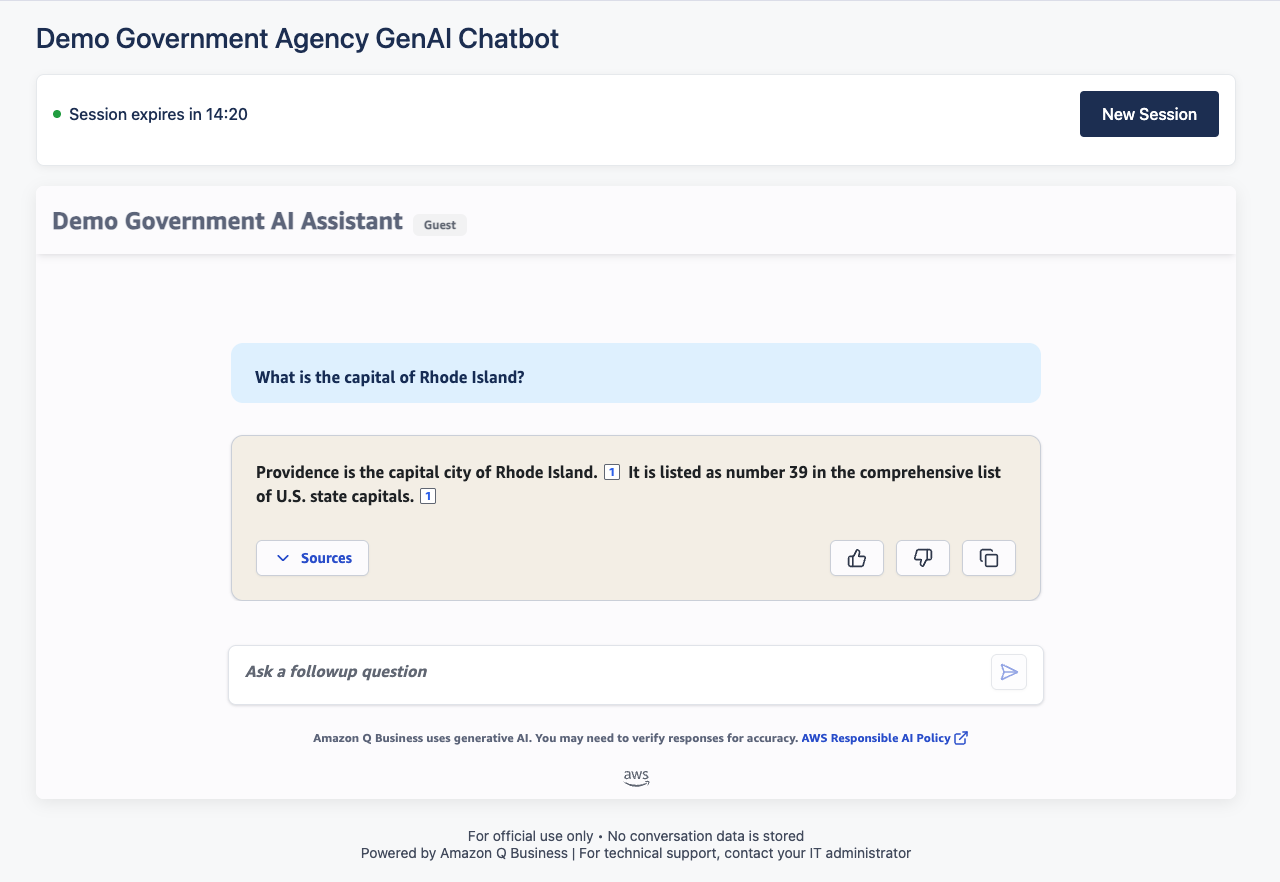 Demo Government Agency GenAI Chatbot
Session expires in 14:20
New Session
Demo Government AI Assistant Guest
What is the capital of Rhode Island?
Providence is the capital city of Rhode Island. 1 It is listed as number 39 in the comprehensive list
of U.S. state capitals. 1
Sources
Ask a followup question
Amazon Q Business uses generative AI. You may need to verify responses for accuracy. AWS Responsible AI Policy
aws
For official use only • No conversation data is stored
Powered by Amazon Q Business | For technical support, contact your IT administrator